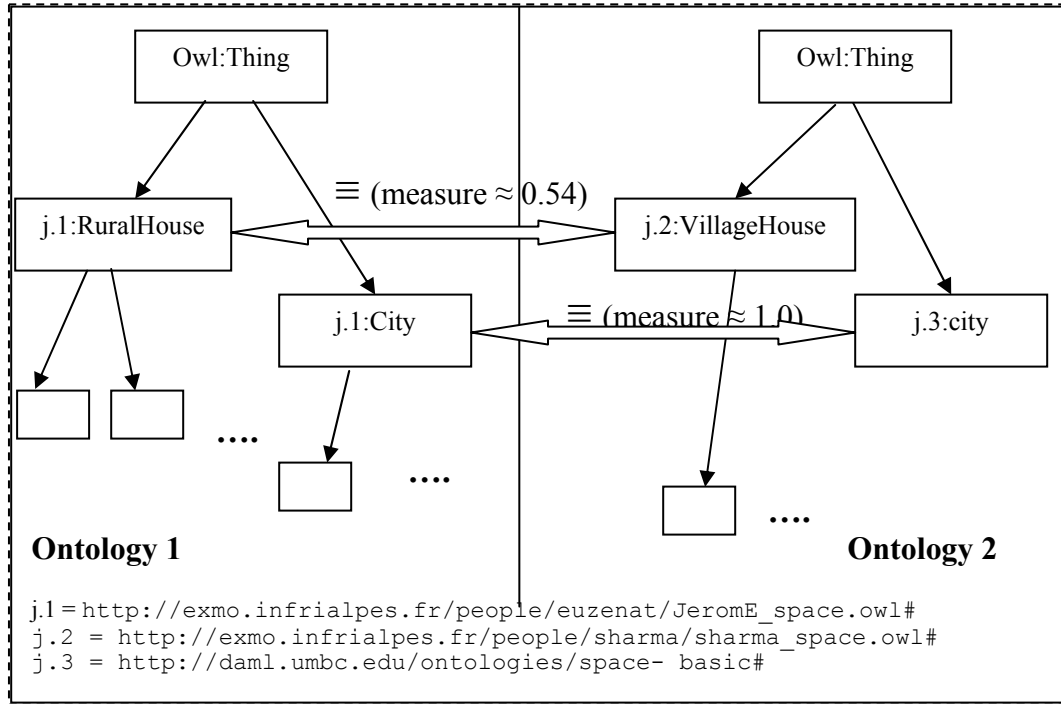 Owl:Thing
Owl:Thing
≡ (measure ≈ 0.54)
j.1:RuralHouse
j.2:VillageHouse
≡ (measure ≈ 1.0)
j.1:City
j.3:city
....
....
....
Ontology 1
Ontology 2
j.1 = http://exmo.infrialpes.fr/people/euzenat/JeromE_space.owl#
j.2 = http://exmo.infrialpes.fr/people/sharma/sharma_space.owl#
j.3 = http://daml.umbc.edu/ontologies/space- basic#